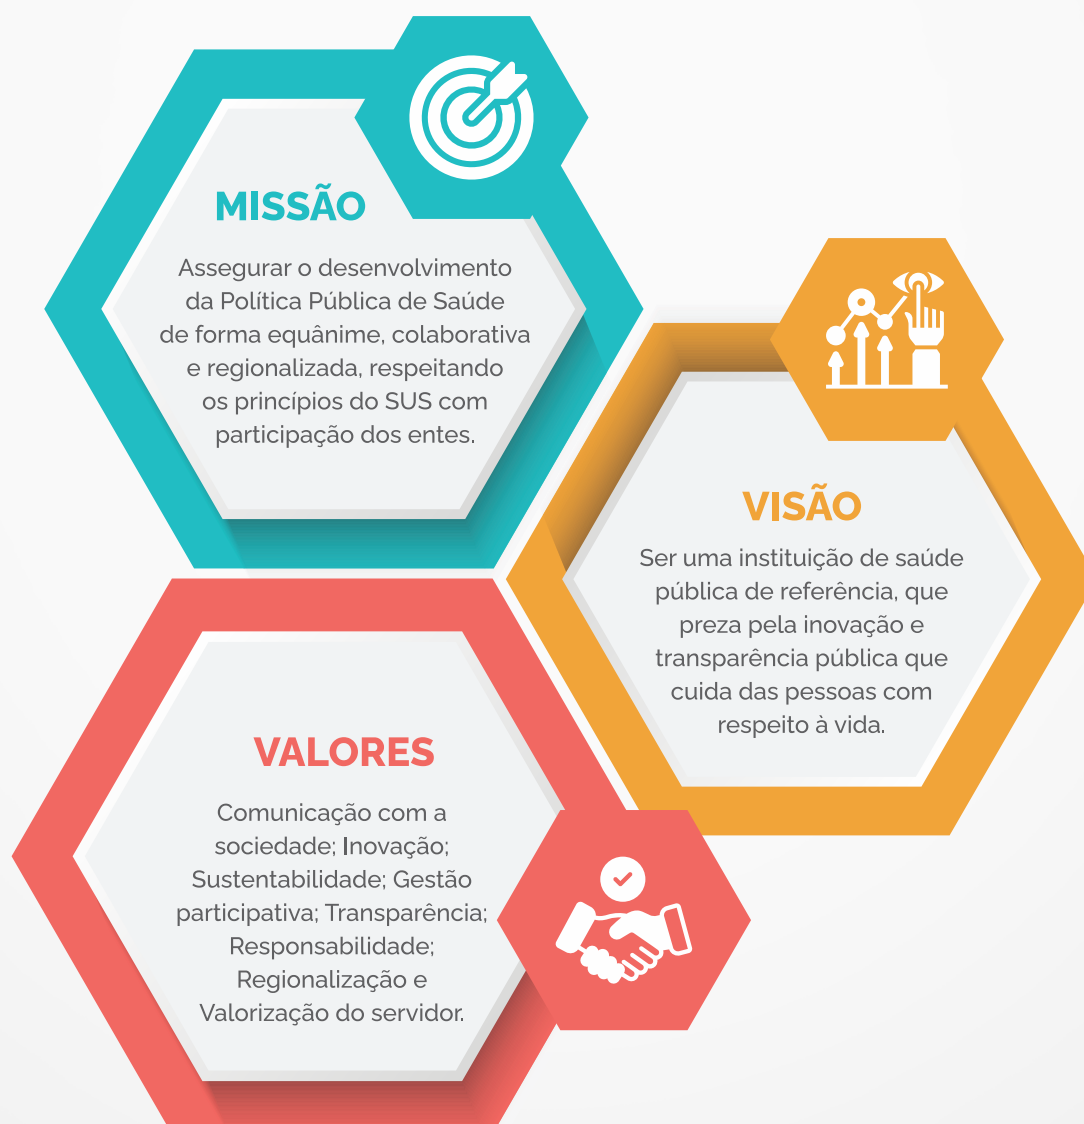 MISSÃO
Assegurar o desenvolvimento
da Política Pública de Saúde
de forma equânime, colaborativa
e regionalizada, respeitando
os princípios do SUS com
participação dos entes.
VISÃO
Ser uma instituição de saúde
pública de referência, que
preza pela inovação e
transparência pública que
cuida das pessoas com
respeito à vida.
VALORES
Comunicação com a
sociedade; Inovação;
Sustentabilidade; Gestão
participativa; Transparência;
Responsabilidade;
Regionalização e
Valorização do servidor.